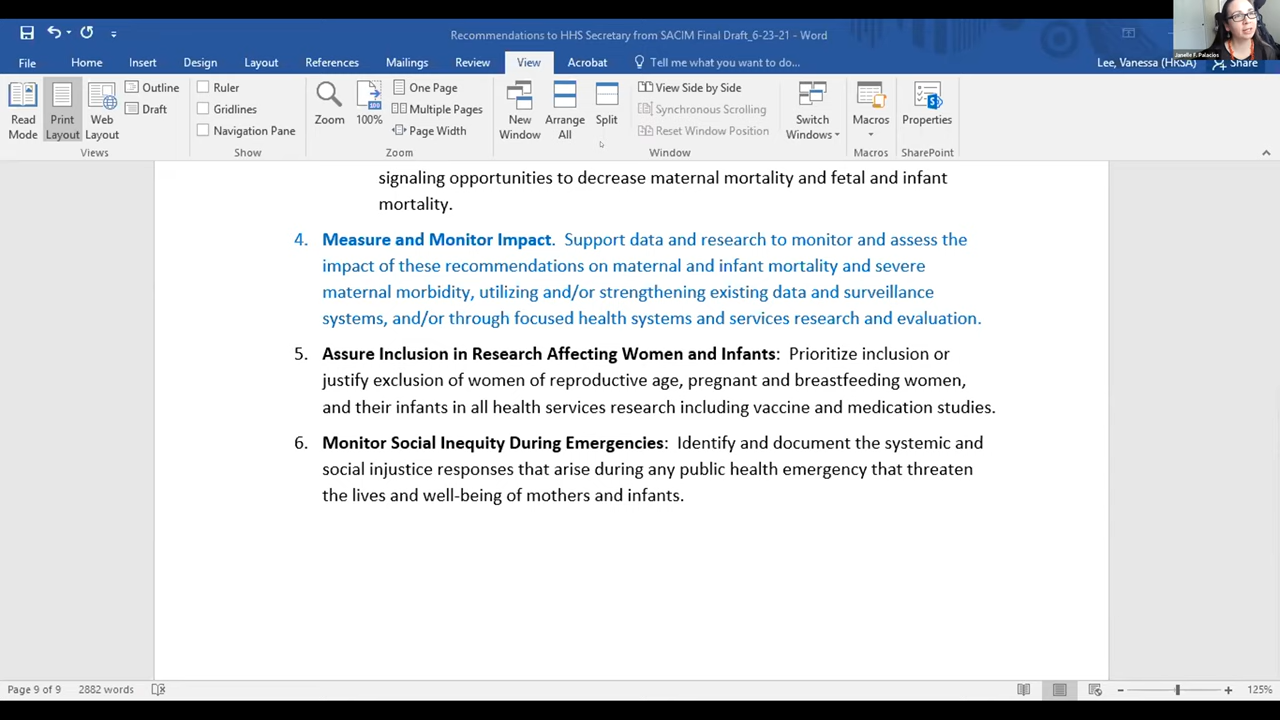 Recommendations to HHS Secretary from SACIM Final Draft_6-23-21 - Word
Janelle F. Palacios
File Home Insert Design Layout References Mailings Review View Acrobat Tell me what you want to do... Lee, Vanessa (HRSA) Share
Read Mode
Print Layout
Web Layout
Outline
Draft
Views
Ruler
Gridlines
Navigation Pane
Show
Zoom
100%
One Page
Multiple Pages
Page Width
Zoom
New Window
Arrange All
Split
View Side by Side
Synchronous Scrolling
Reset Window Position
Window
Switch Windows
Macros
Macros
Properties
SharePoint
signaling opportunities to decrease maternal mortality and fetal and infant
mortality.
4. Measure and Monitor Impact. Support data and research to monitor and assess the
impact of these recommendations on maternal and infant mortality and severe
maternal morbidity, utilizing and/or strengthening existing data and surveillance
systems, and/or through focused health systems and services research and evaluation.
5. Assure Inclusion in Research Affecting Women and Infants: Prioritize inclusion or
justify exclusion of women of reproductive age, pregnant and breastfeeding women,
and their infants in all health services research including vaccine and medication studies.
6. Monitor Social Inequity During Emergencies: Identify and document the systemic and
social injustice responses that arise during any public health emergency that threaten
the lives and well-being of mothers and infants.
Page 9 of 9 2882 words 125%